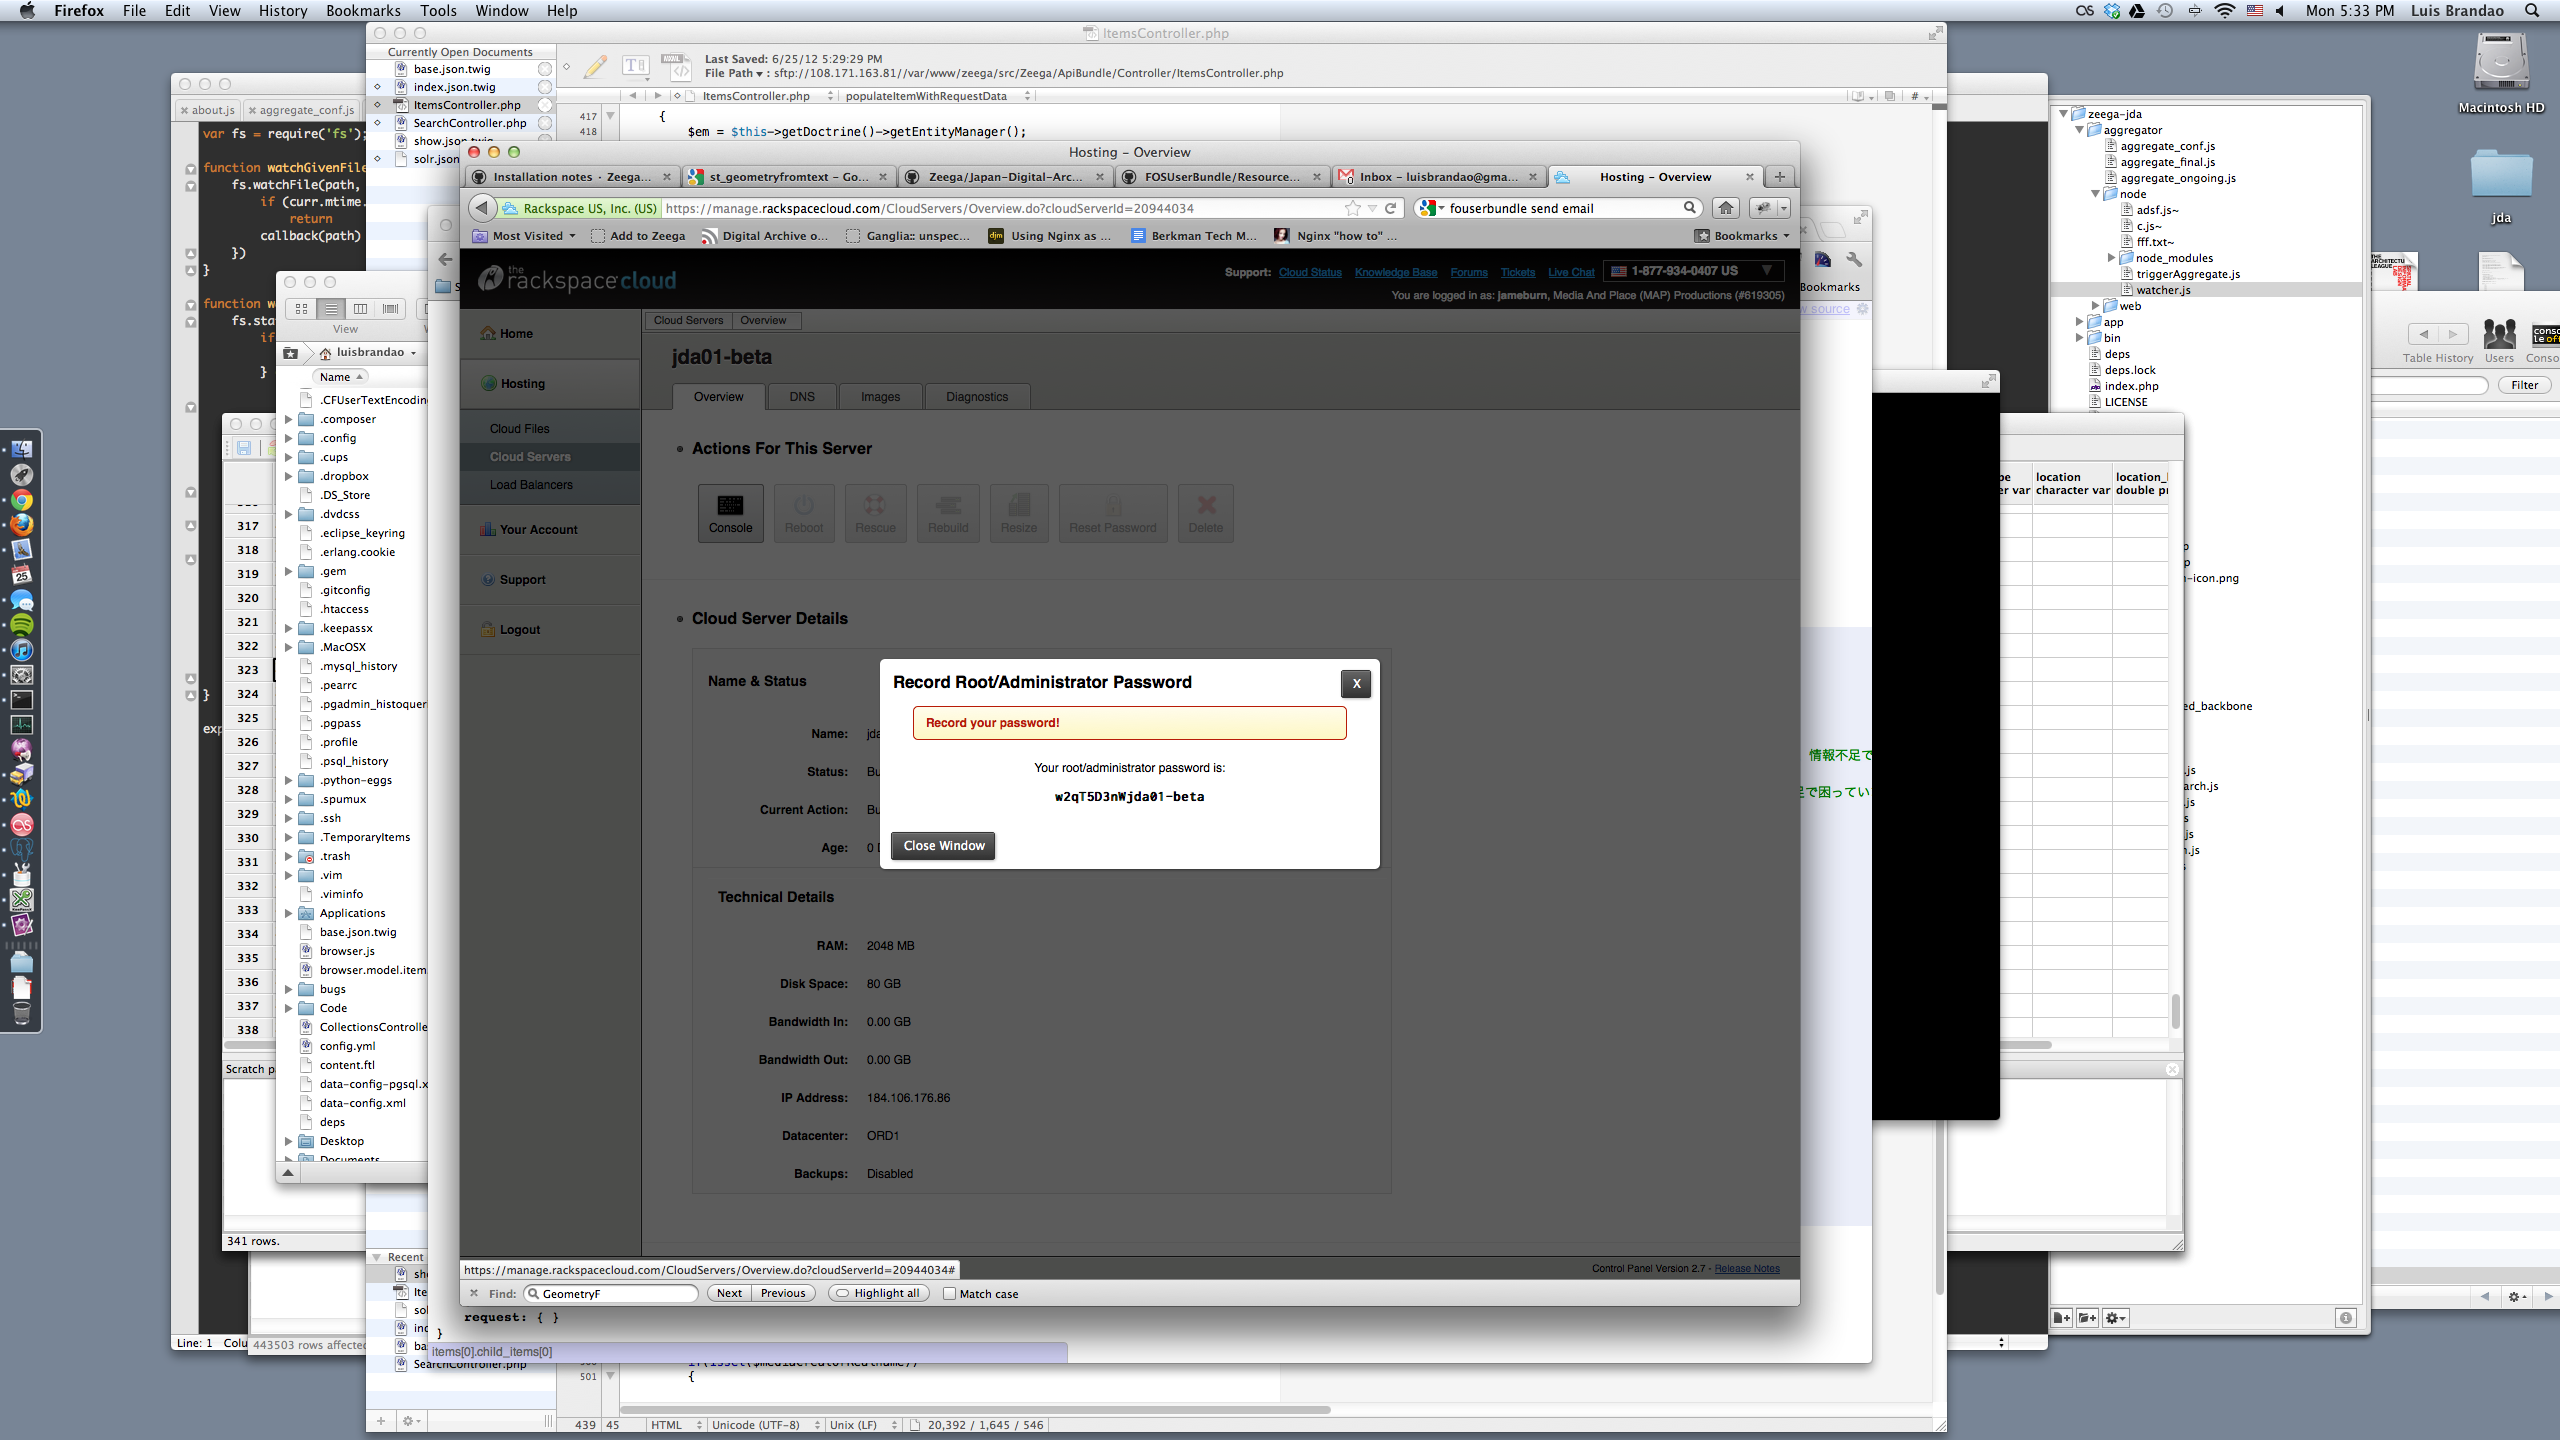 Firefox File Edit View History Bookmarks Tools Window Help
Mon 5:33 PM Luis Brandao
ItemsController.php
Currently Open Documents
base.json.twig
index.json.twig
ItemsController.php
SearchController.php
show.json.twig
solr.json
Last Saved: 6/25/12 5:29:29 PM
File Path ▾ : sftp://108.171.163.81//var/www/zeega/src/Zeega/ApiBundle/Controller/ItemsController.php
ItemsController.php populateItemWithRequestData
417 {
418 $em = $this->getDoctrine()->getEntityManager();
about.js aggregate_conf.js
var fs = require('fs');
function watchGivenFile
fs.watchFile(path,
if (curr.mtime.
return
callback(path)
})
}
function w
fs.sta
if
}
}
exp
Hosting - Overview
Installation notes · Zeega...
st_geometryfromtext - Go...
Zeega/Japan-Digital-Arc...
FOSUserBundle/Resource...
Inbox - luisbrandao@gma...
Hosting - Overview
Rackspace US, Inc. (US) https://manage.rackspacecloud.com/CloudServers/Overview.do?cloudServerId=20944034
fouserbundle send email
Most Visited Add to Zeega Digital Archive o... Ganglia:: unspec... Using Nginx as ... Berkman Tech M... Nginx "how to" ... Bookmarks
the rackspace cloud
Support: Cloud Status Knowledge Base Forums Tickets Live Chat 1-877-934-0407 US
You are logged in as: jameburn, Media And Place (MAP) Productions (#619305)
Home
Hosting
Cloud Files
Cloud Servers
Load Balancers
Your Account
Support
Logout
Cloud Servers Overview
jda01-beta
Overview DNS Images Diagnostics
Actions For This Server
Console Reboot Rescue Rebuild Resize Reset Password Delete
Cloud Server Details
Name & Status
Name: jda
Status: Bu
Current Action: Bu
Age: 0
Record Root/Administrator Password
X
Record your password!
Your root/administrator password is:
w2qT5D3nWjda01-beta
Close Window
Technical Details
RAM: 2048 MB
Disk Space: 80 GB
Bandwidth In: 0.00 GB
Bandwidth Out: 0.00 GB
IP Address: 184.106.176.86
Datacenter: ORD1
Backups: Disabled
https://manage.rackspacecloud.com/CloudServers/Overview.do?cloudServerId=20944034#
Control Panel Version 2.7 - Release Notes
Find: GeometryF Next Previous Highlight all Match case
View
luisbrandao
Name
.CFUserTextEncodin
.composer
.config
.cups
.dropbox
.DS_Store
.dvdcss
.eclipse_keyring
.erlang.cookie
.gem
.gitconfig
.htaccess
.keepassx
.MacOSX
.mysql_history
.pearrc
.pgadmin_histoquer
.pgpass
.profile
.psql_history
.python-eggs
.spumux
.ssh
.TemporaryItems
.trash
.vim
.viminfo
Applications
base.json.twig
browser.js
browser.model.item
bugs
Code
CollectionsControlle
config.yml
content.ftl
data-config-pgsql.x
data-config.xml
deps
Desktop
Documents
317
318
319
320
321
322
323
324
325
326
327
328
329
330
331
332
333
334
335
336
337
338
Scratch p
341 rows.
Line: 1 Colu
443503 rows affected
Recent
sho
Ite
sol
ind
bas
SearchController.php
request: { }
}
items[0].child_items[0]
501 {
439 45 HTML Unicode (UTF-8) Unix (LF) 20,392 / 1,645 / 546
Bookmarks
w source
情報不足で
足で困ってい
pe location location_l
er var character var double pr
zeega-jda
aggregator
aggregate_conf.js
aggregate_final.js
aggregate_ongoing.js
node
adsf.js~
c.js~
fff.txt~
node_modules
triggerAggregate.js
watcher.js
web
app
bin
deps
deps.lock
index.php
LICENSE
n-icon.png
ed_backbone
.js
arch.js
.js
s
.js
n.js
Macintosh HD
jda
THE ARCHITECTU LEAGUE
Table History Users Conso
Filter
25